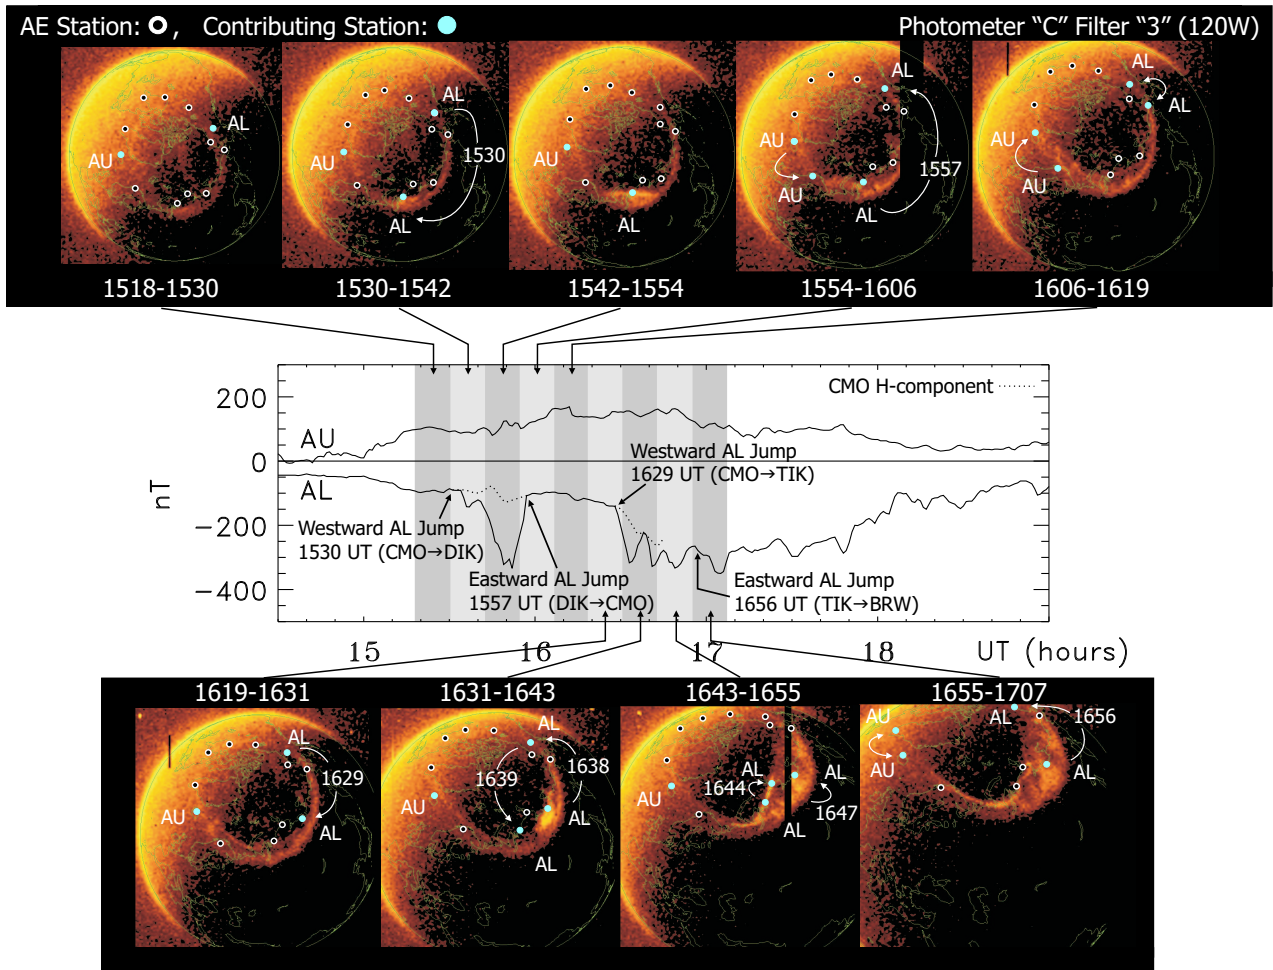 AE Station: , Contributing Station:
Photometer “C” Filter “3” (120W)
AL
AU
AL
1530
AL
AU
AU
AL
AL
AU
AU
1557
AL
AL
AL
AU
AU
1518-1530
1530-1542
1542-1554
1554-1606
1606-1619
200
0
−200
−400
nT
AU
AL
CMO H-component
Westward AL Jump
1629 UT (CMO→TIK)
Westward AL Jump
1530 UT (CMO→DIK)
Eastward AL Jump
1557 UT (DIK→CMO)
Eastward AL Jump
1656 UT (TIK→BRW)
15
16
17
18
UT (hours)
1619-1631
1631-1643
1643-1655
1655-1707
AL
1629
AU
AL
AL
1639
1638
AU
AL
AL
1644
AU
AL
1647
AL
AU
AU
AL
1656
AL